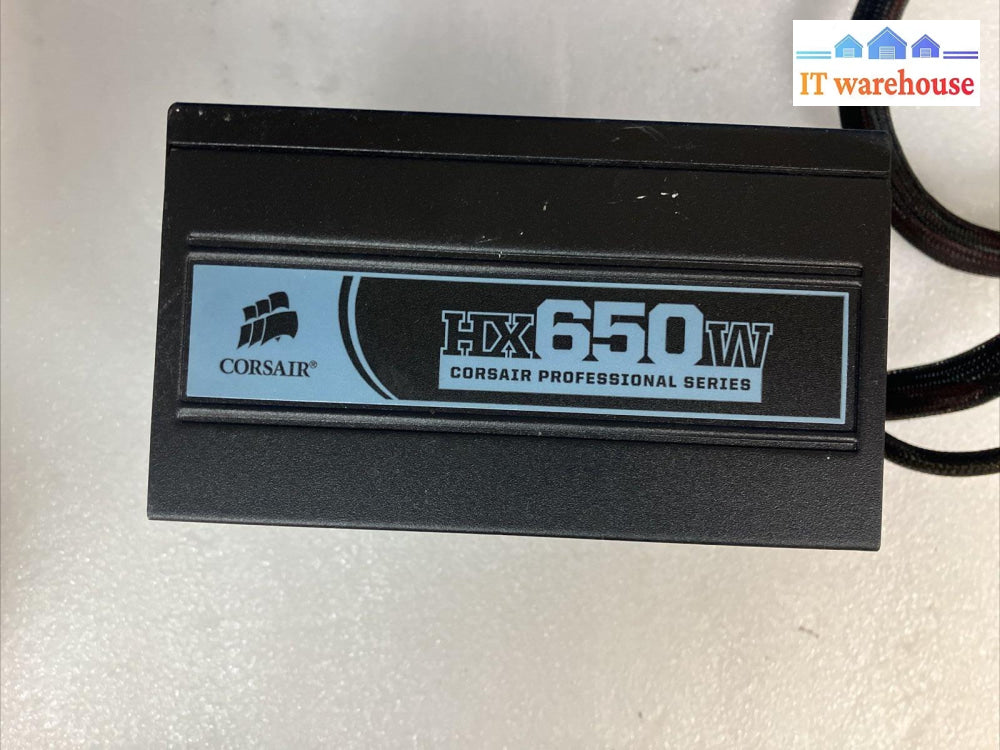 IT warehouse
CORSAIR®
HX650W
CORSAIR PROFESSIONAL SERIES